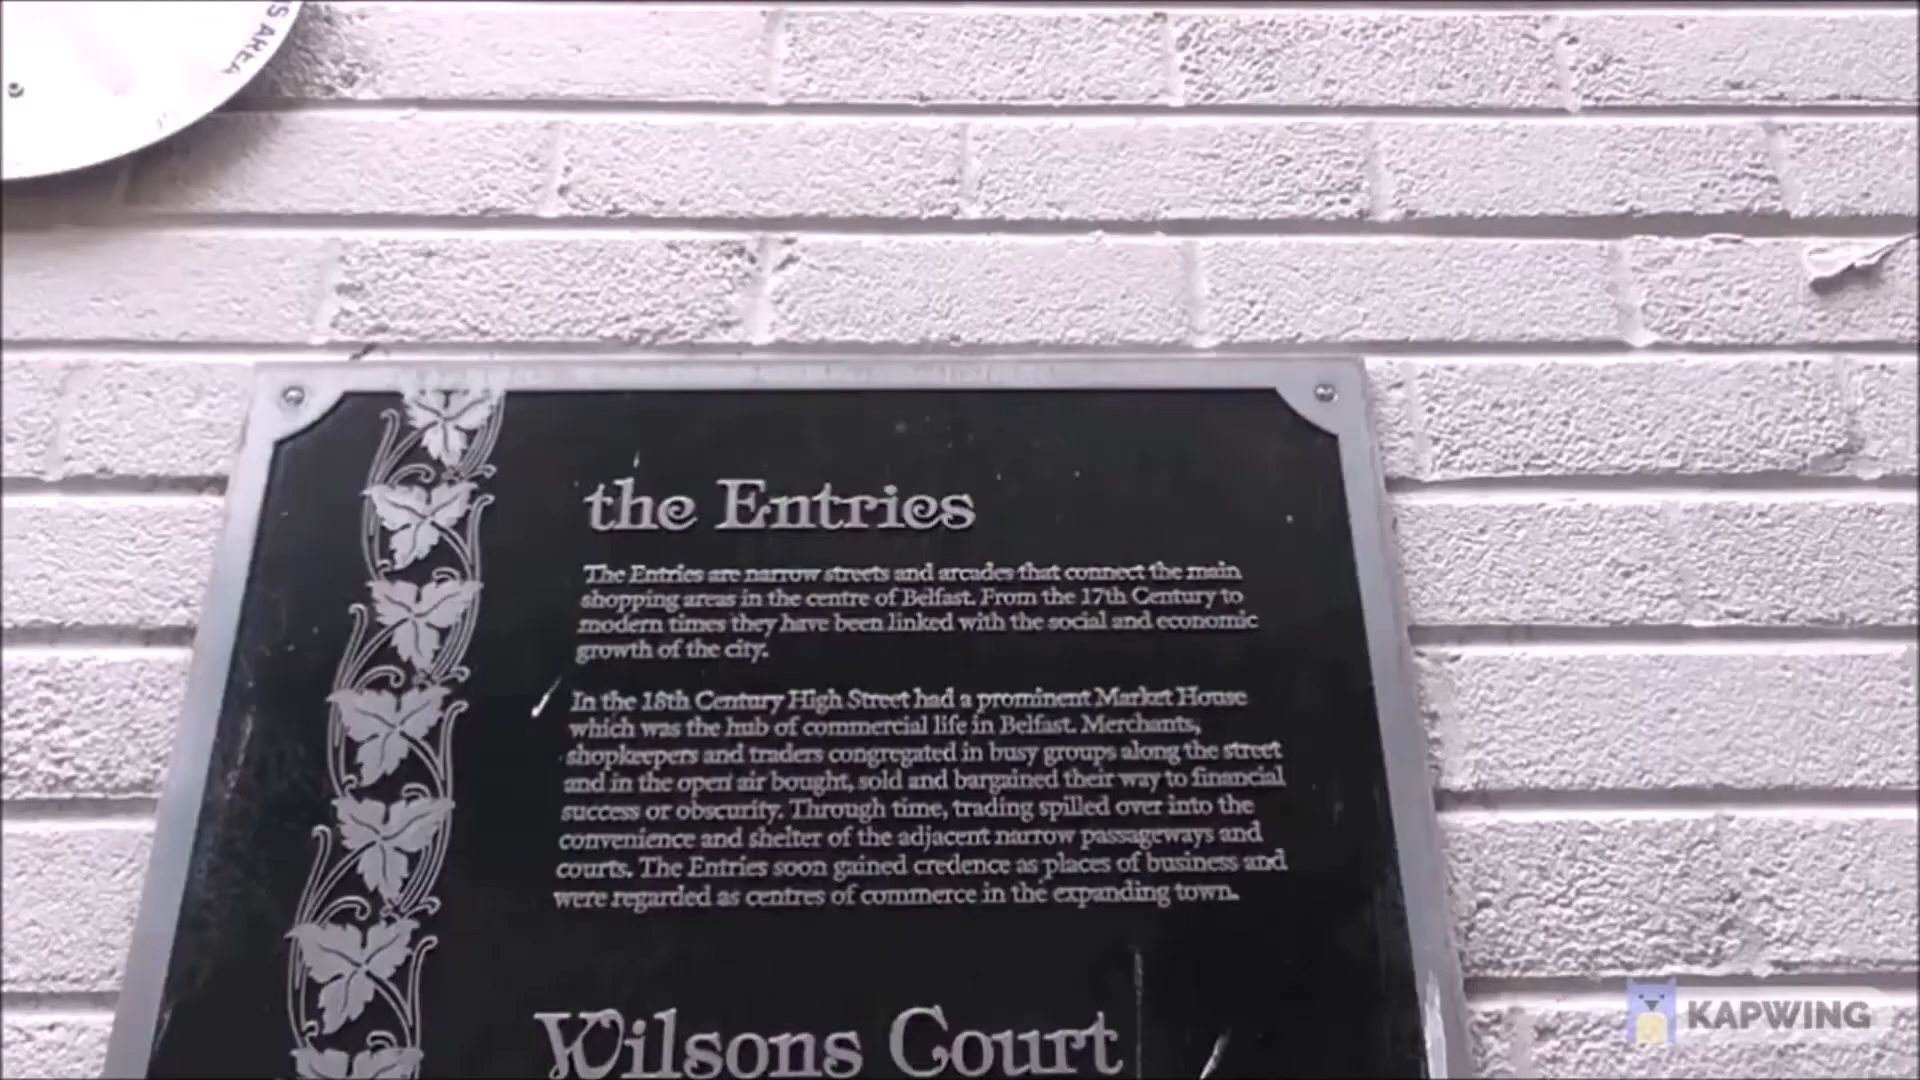 S AREA
the Entries
The Entries are narrow streets and arcades that connect the main
shopping areas in the centre of Belfast. From the 17th Century to
modern times they have been linked with the social and economic
growth of the city.
In the 18th Century High Street had a prominent Market House
which was the hub of commercial life in Belfast. Merchants,
shopkeepers and traders congregated in busy groups along the street
and in the open air bought, sold and bargained their way to financial
success or obscurity. Through time, trading spilled over into the
convenience and shelter of the adjacent narrow passageways and
courts. The Entries soon gained credence as places of business and
were regarded as centres of commerce in the expanding town.
Wilsons Court
KAPWING